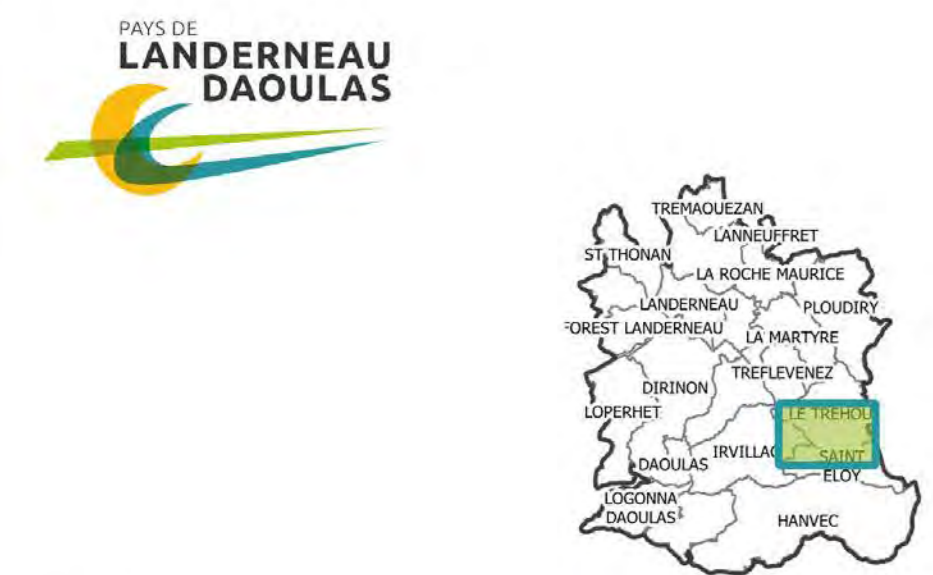 PAYS DE
LANDERNEAU
DAOULAS
TREMAOUEZAN
LANNEUFFRET
ST THONAN
LA ROCHE MAURICE
LANDERNEAU
PLOUDIRY
FOREST LANDERNEAU
LA MARTYRE
TREFLEVENEZ
DIRINON
LOPERHET
LE TREHOU
IRVILLAC
SAINT
ELOY
DAOULAS
LOGONNA
DAOULAS
HANVEC